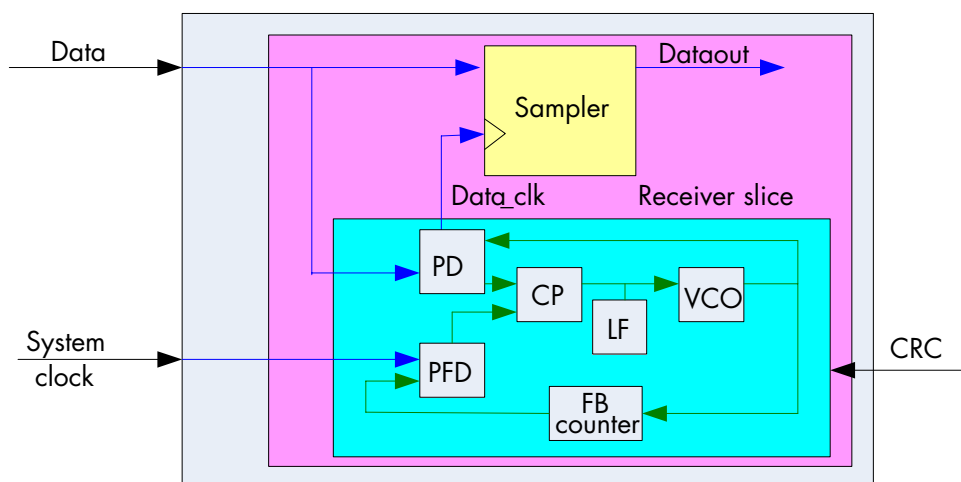 Data
Dataout
Sampler
Data_clk
Receiver slice
PD
CP
VCO
LF
System
clock
PFD
CRC
FB
counter